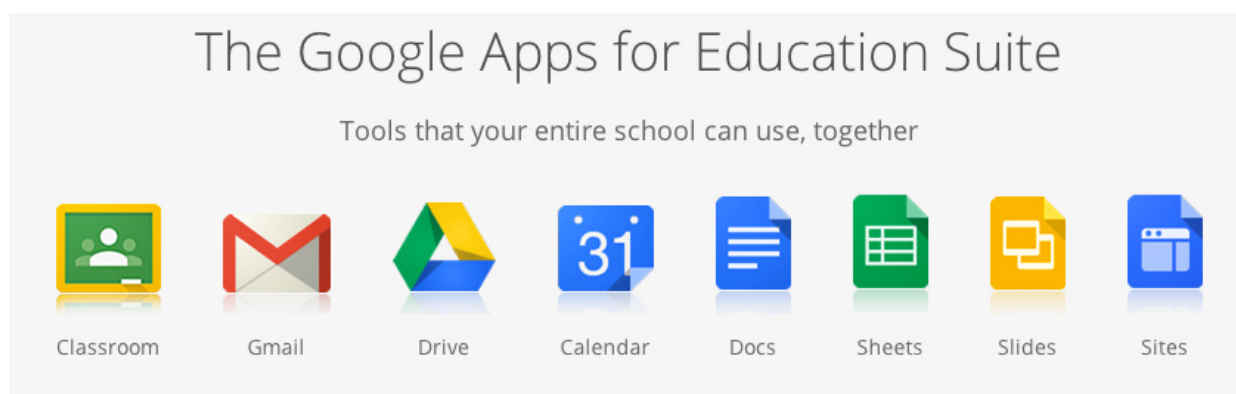 The Google Apps for Education Suite
Tools that your entire school can use, together
31
Classroom Gmail Drive Calendar Docs Sheets Slides Sites